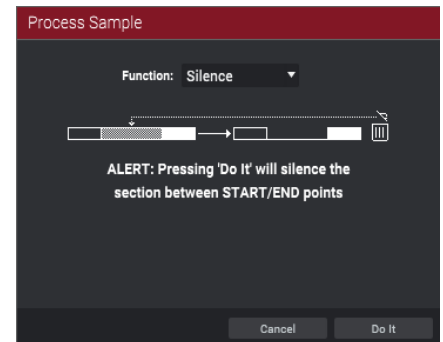 Process Sample
Function: Silence
ALERT: Pressing 'Do It' will silence the
section between START/END points
Cancel Do It